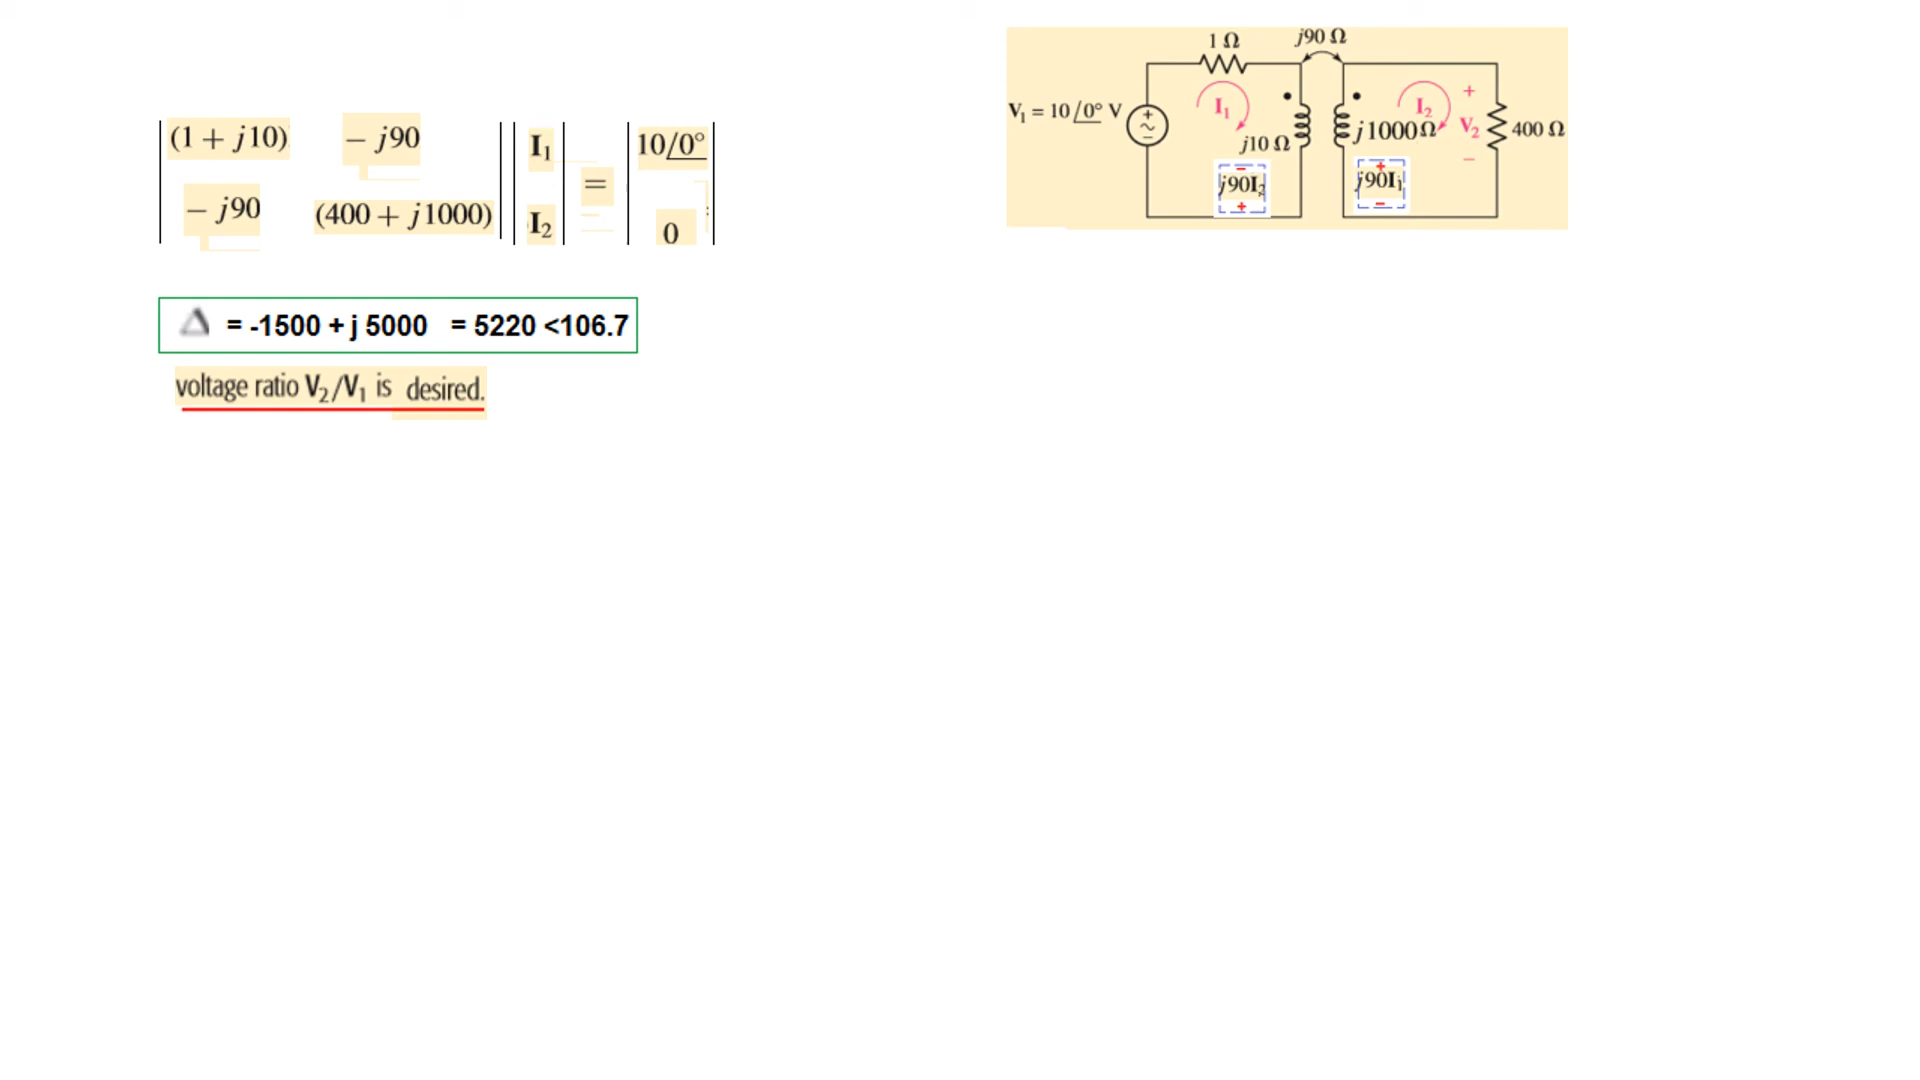 1 Ω j90 Ω
V₁ = 10/0° V
I₁
j10 Ω
j1000 Ω
I₂
+
V₂
−
400 Ω
−
j90I₂
+
+
j90I₁
−
(1 + j10) − j90 I₁ = 10/0°
− j90 (400 + j1000) I₂ 0
Δ = -1500 + j 5000 = 5220 <106.7
voltage ratio V₂/V₁ is desired.